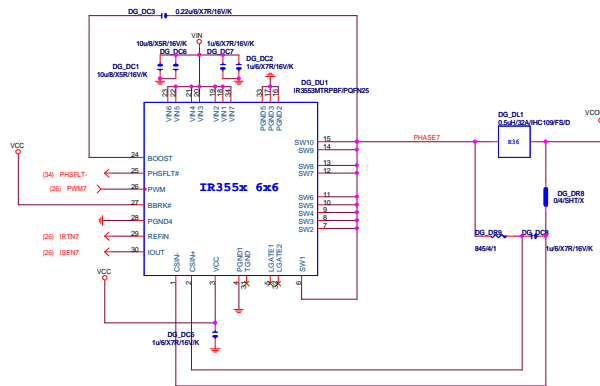 DG_DC3 0.22u/6/X7R/16V/K
10u/8/X5R/16V/K VIN 1u/6/X7R/16V/K
DG_DC6 DG_DC7
DG_DC1 DG_DC2
10u/8/X5R/16V/K 1u/6/X7R/16V/K
DG_DU1
IR3553MTRPBF/PQFN25
23 22 21 20 19 18 34 33 17 16
VIN6 VIN5 VIN4 VIN3 VIN2 VIN1 VIN7 PGND5 PGND3 PGND2
DG_DL1
0.5uH/32A/IHC109/FS/D
VCC
24 BOOST
(34) PHSFLT- 25 PHSFLT#
(26) PWM7 26 PWM
27 BBRK#
28 PGND4
(26) IRTN7 29 REFIN
(26) ISEN7 30 IOUT
IR355x 6x6
SW10 15
SW9 14
SW8 13
SW7 12
SW6 11
SW5 10
SW4 9
SW3 8
SW2 7
PHASE7
R36
DG_DR8
0/4/SHT/X
DG_DR9 DG_DC8
845/4/1 1u/6/X7R/16V/K
CSIN- CSIN+ VCC PGND1 TGND LGATE1 LGATE2 SW1
1 2 3 4 31 5 32 6
VCC
DG_DC5
1u/6/X7R/16V/K